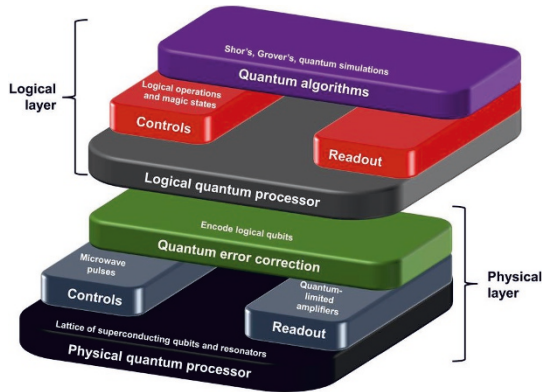 Shor's, Grover's, quantum simulations
Quantum algorithms
Logical
layer
Logical operations
and magic states
Controls
Readout
Logical quantum processor
Encode logical qubits
Quantum error correction
Microwave
pulses
Controls
Quantum-
limited
amplifiers
Readout
Physical
layer
Lattice of superconducting qubits and resonators
Physical quantum processor